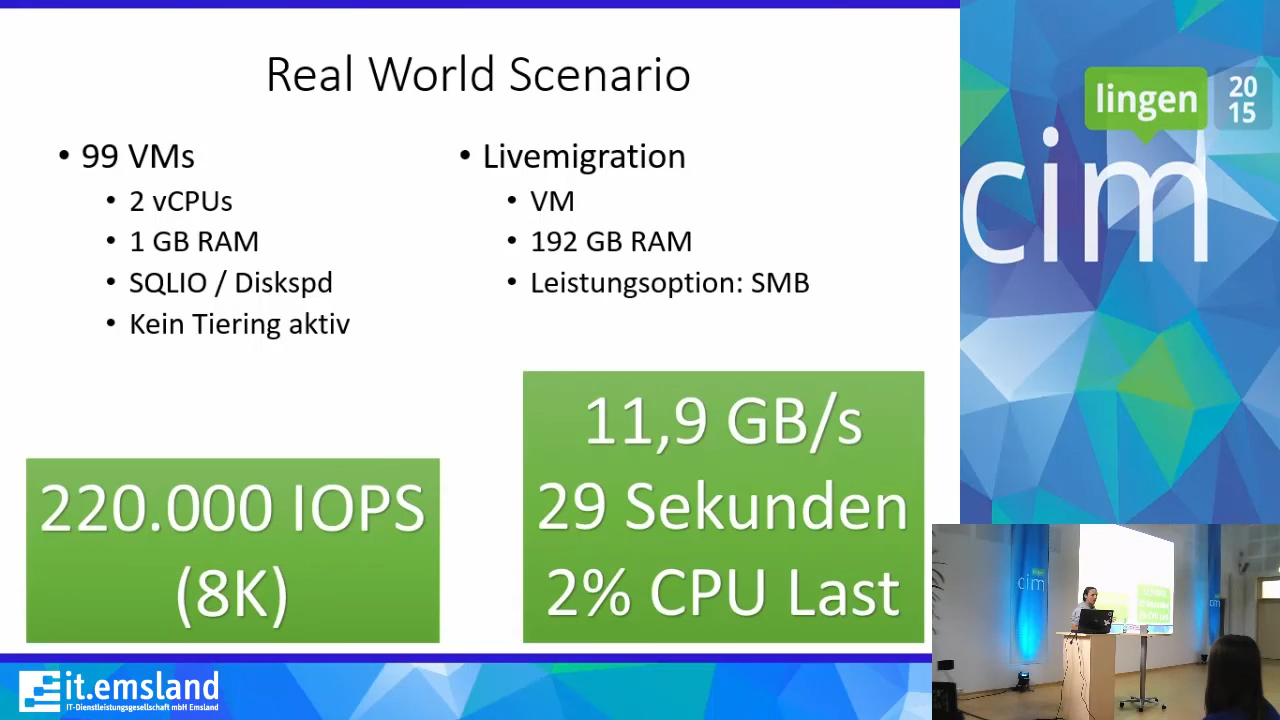 Real World Scenario
• 99 VMs
• 2 vCPUs
• 1 GB RAM
• SQLIO / Diskspd
• Kein Tiering aktiv
220.000 IOPS
(8K)
• Livemigration
• VM
• 192 GB RAM
• Leistungsoption: SMB
11,9 GB/s
29 Sekunden
2% CPU Last
lingen
20
15
cim
it.emsland
IT-Dienstleistungsgesellschaft mbH Emsland
cim